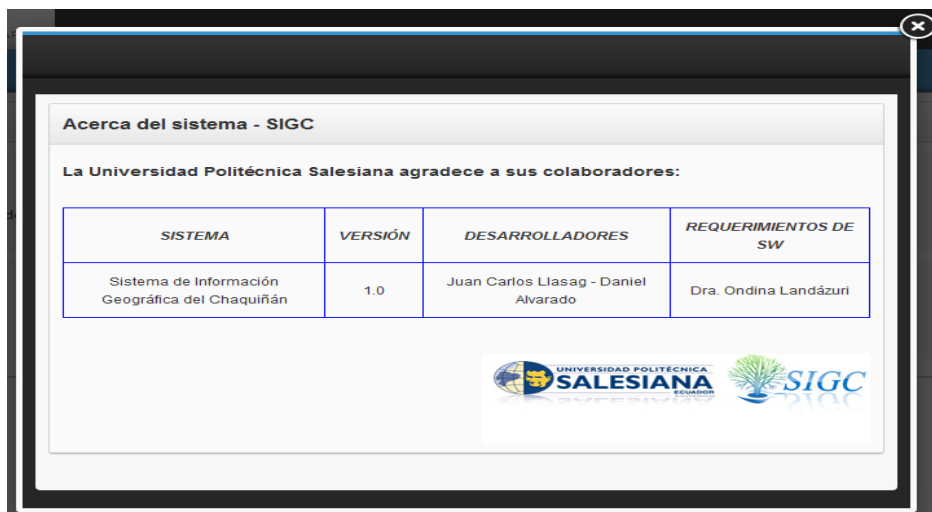 Acerca del sistema - SIGC
La Universidad Politécnica Salesiana agradece a sus colaboradores:
SISTEMA
VERSIÓN
DESARROLLADORES
REQUERIMIENTOS DE
SW
Sistema de Información
Geográfica del Chaquiñán
1.0
Juan Carlos Llasag - Daniel
Alvarado
Dra. Ondina Landázuri
UNIVERSIDAD POLITÉCNICA
SALESIANA
ECUADOR
SIGC